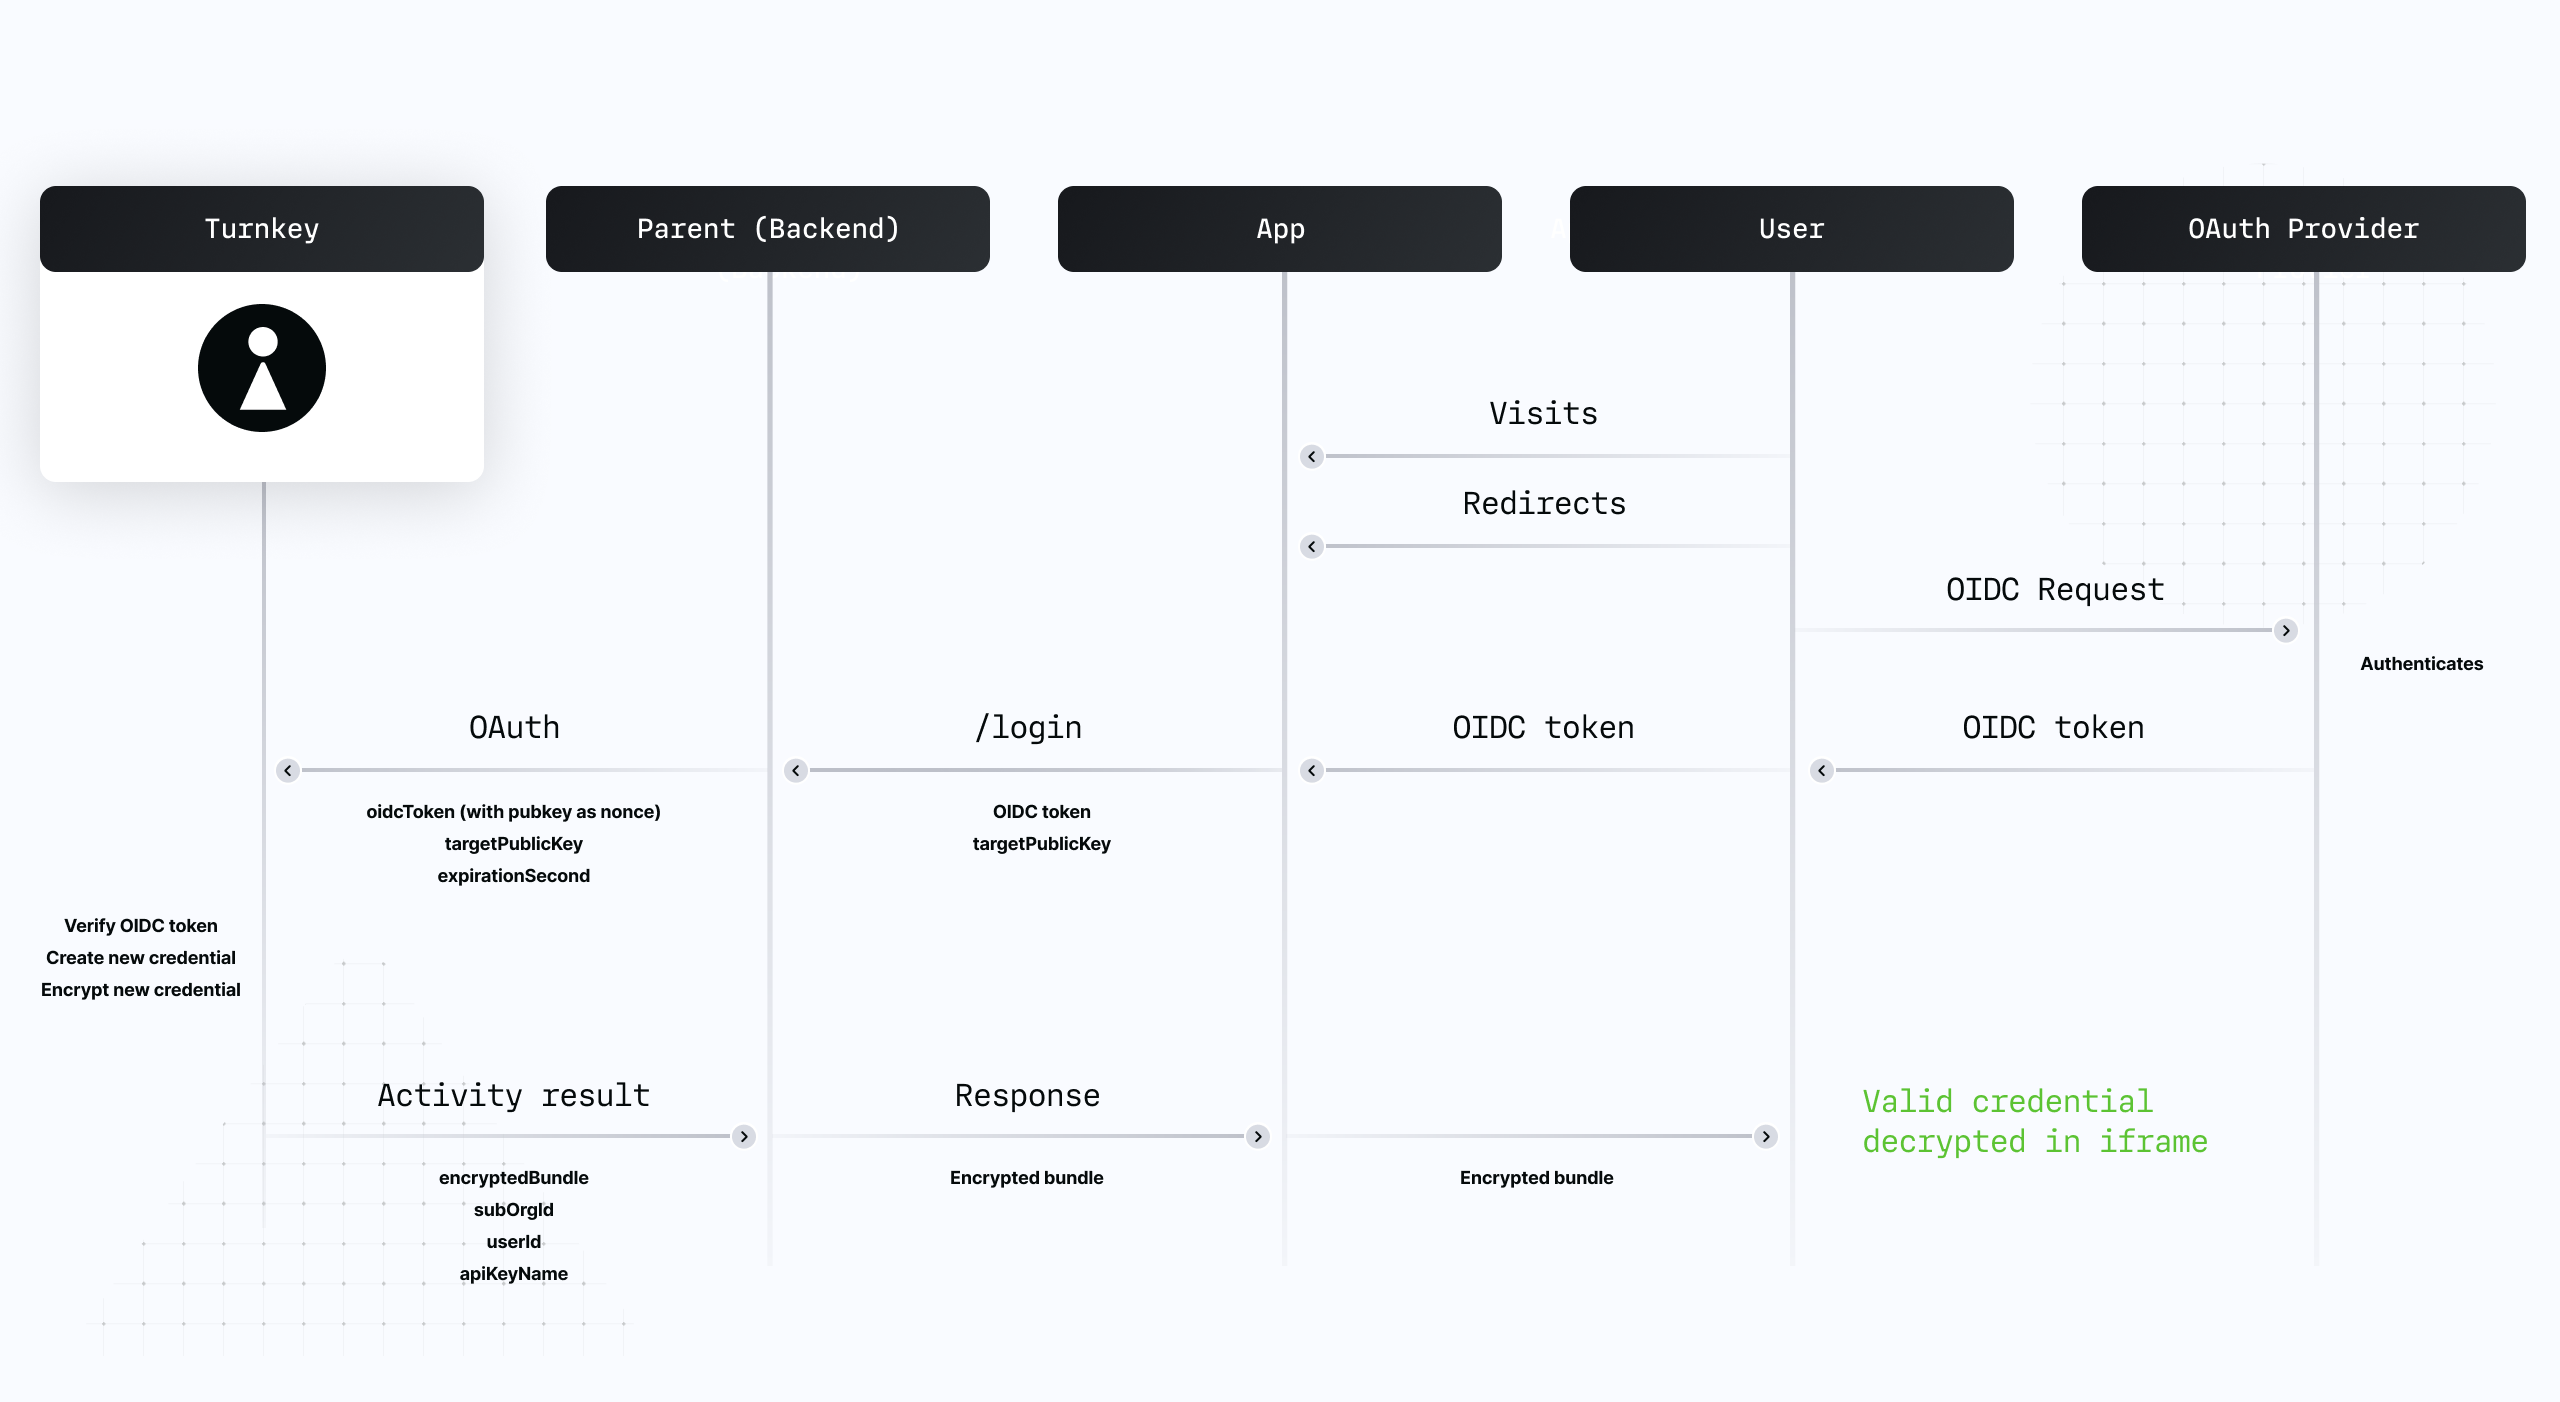 Turnkey
Parent (Backend)
App
User
OAuth Provider
Visits
Redirects
OIDC Request
Authenticates
OAuth
/login
OIDC token
OIDC token
oidcToken (with pubkey as nonce)
targetPublicKey
expirationSecond
OIDC token
targetPublicKey
Verify OIDC token
Create new credential
Encrypt new credential
Activity result
Response
Valid credential
decrypted in iframe
encryptedBundle
subOrgId
userId
apiKeyName
Encrypted bundle
Encrypted bundle